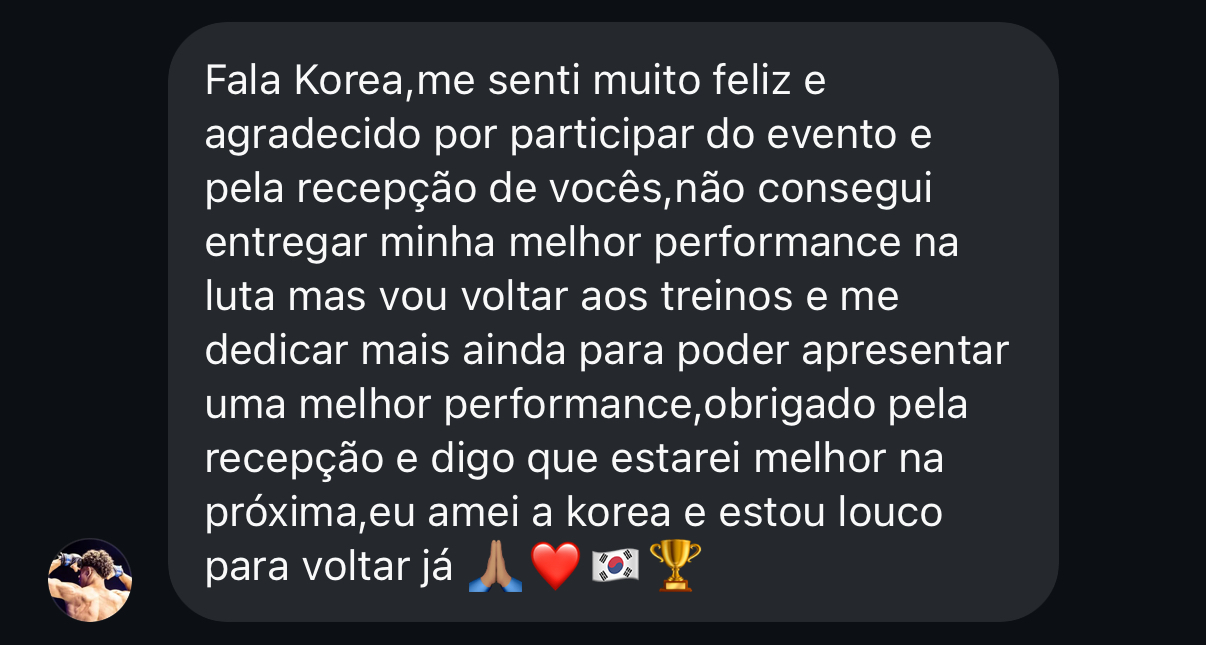 Fala Korea,me senti muito feliz e
agradecido por participar do evento e
pela recepção de vocês,não consegui
entregar minha melhor performance na
luta mas vou voltar aos treinos e me
dedicar mais ainda para poder apresentar
uma melhor performance,obrigado pela
recepção e digo que estarei melhor na
próxima,eu amei a korea e estou louco
para voltar já 🙏🏽❤️🇰🇷🏆